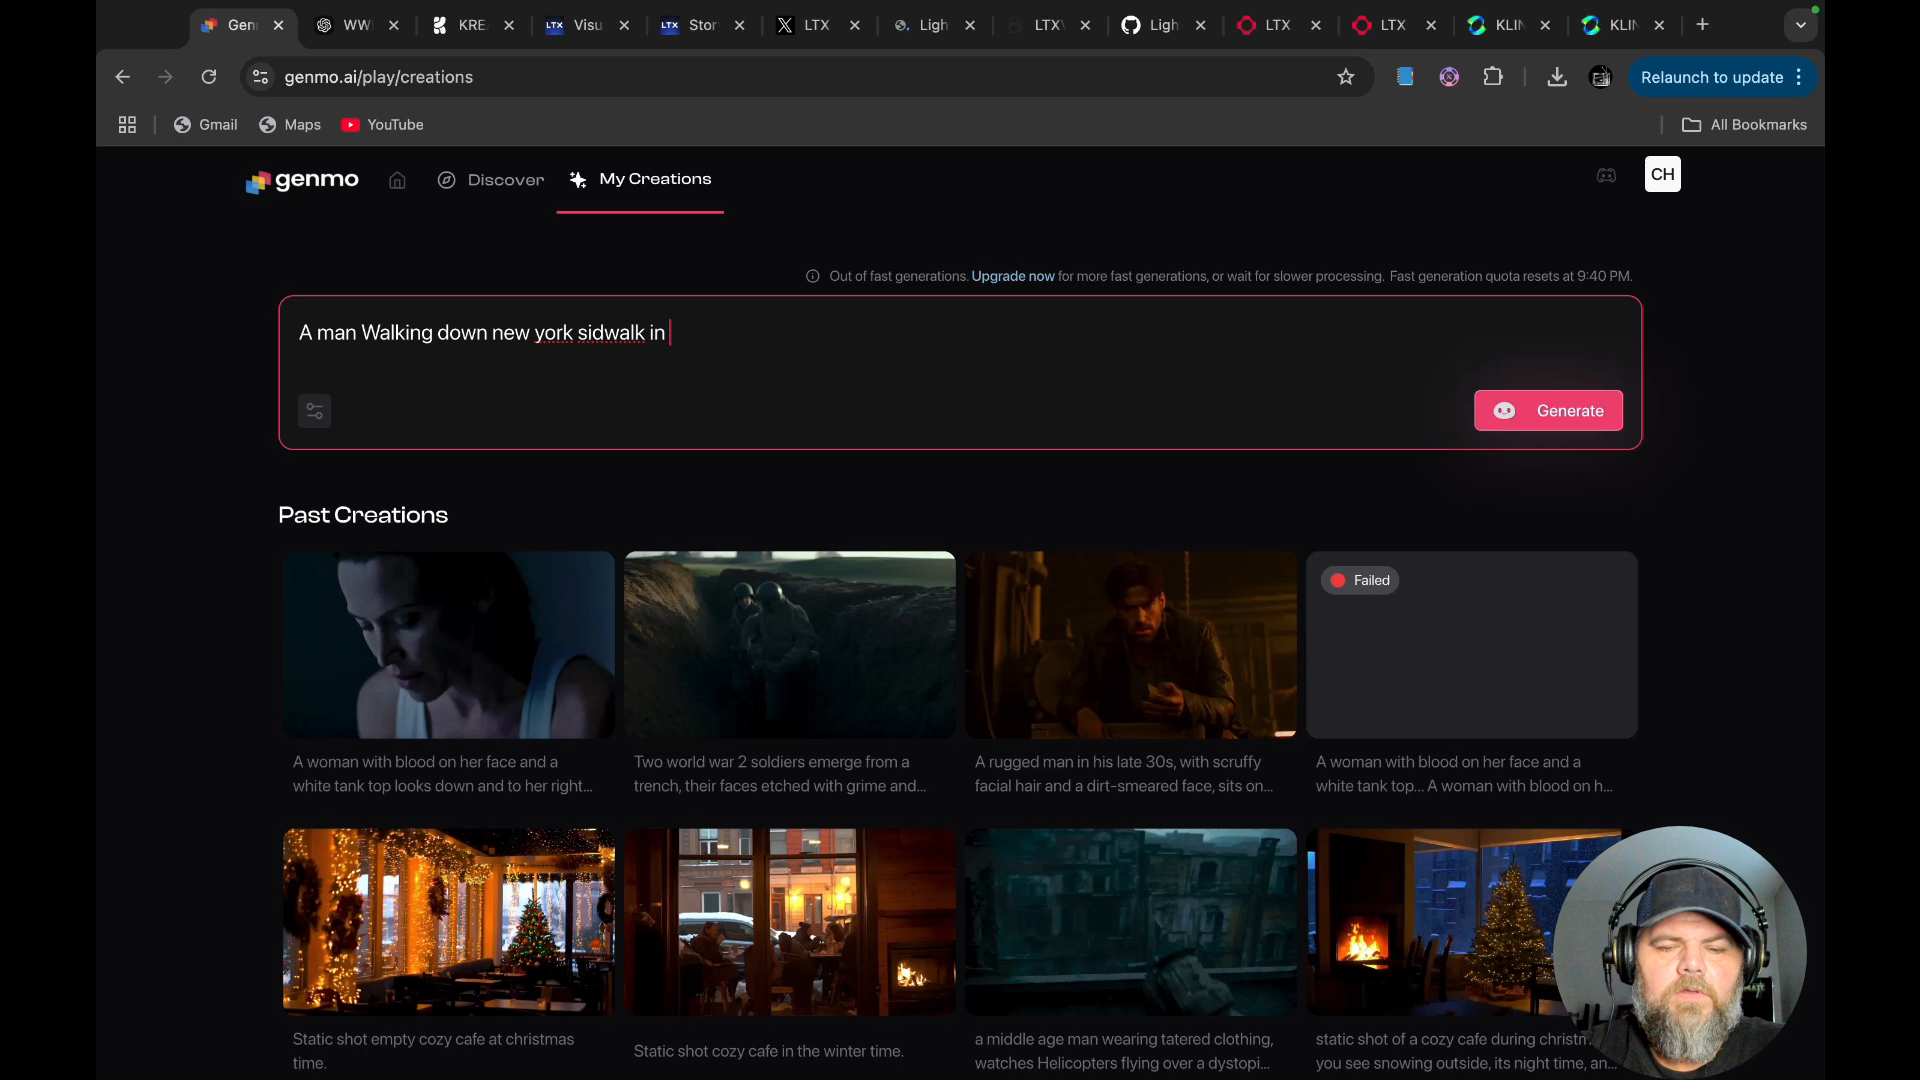 Genr
WW
KRE
LTX Visu
LTX Stor
LTX
Ligh
LTXV
Ligh
LTX
LTX
KLIN
KLIN
genmo.ai/play/creations
Relaunch to update
Gmail
Maps
YouTube
All Bookmarks
genmo
Discover
My Creations
CH
Out of fast generations. Upgrade now for more fast generations, or wait for slower processing. Fast generation quota resets at 9:40 PM.
A man Walking down new york sidwalk in
Generate
Past Creations
Failed
A woman with blood on her face and a
white tank top looks down and to her right...
Two world war 2 soldiers emerge from a
trench, their faces etched with grime and...
A rugged man in his late 30s, with scruffy
facial hair and a dirt-smeared face, sits on...
A woman with blood on her face and a
white tank top... A woman with blood on h...
Static shot empty cozy cafe at christmas
time.
Static shot cozy cafe in the winter time.
a middle age man wearing tatered clothing,
watches Helicopters flying over a dystopi...
static shot of a cozy cafe during christm
you see snowing outside, its night time, an...